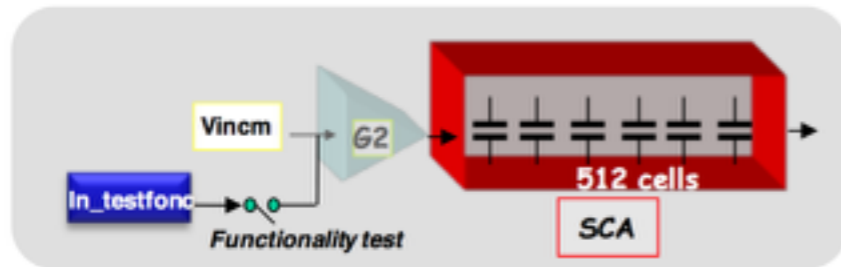 Vincm
G2
In_testfonc
Functionality test
512 cells
SCA